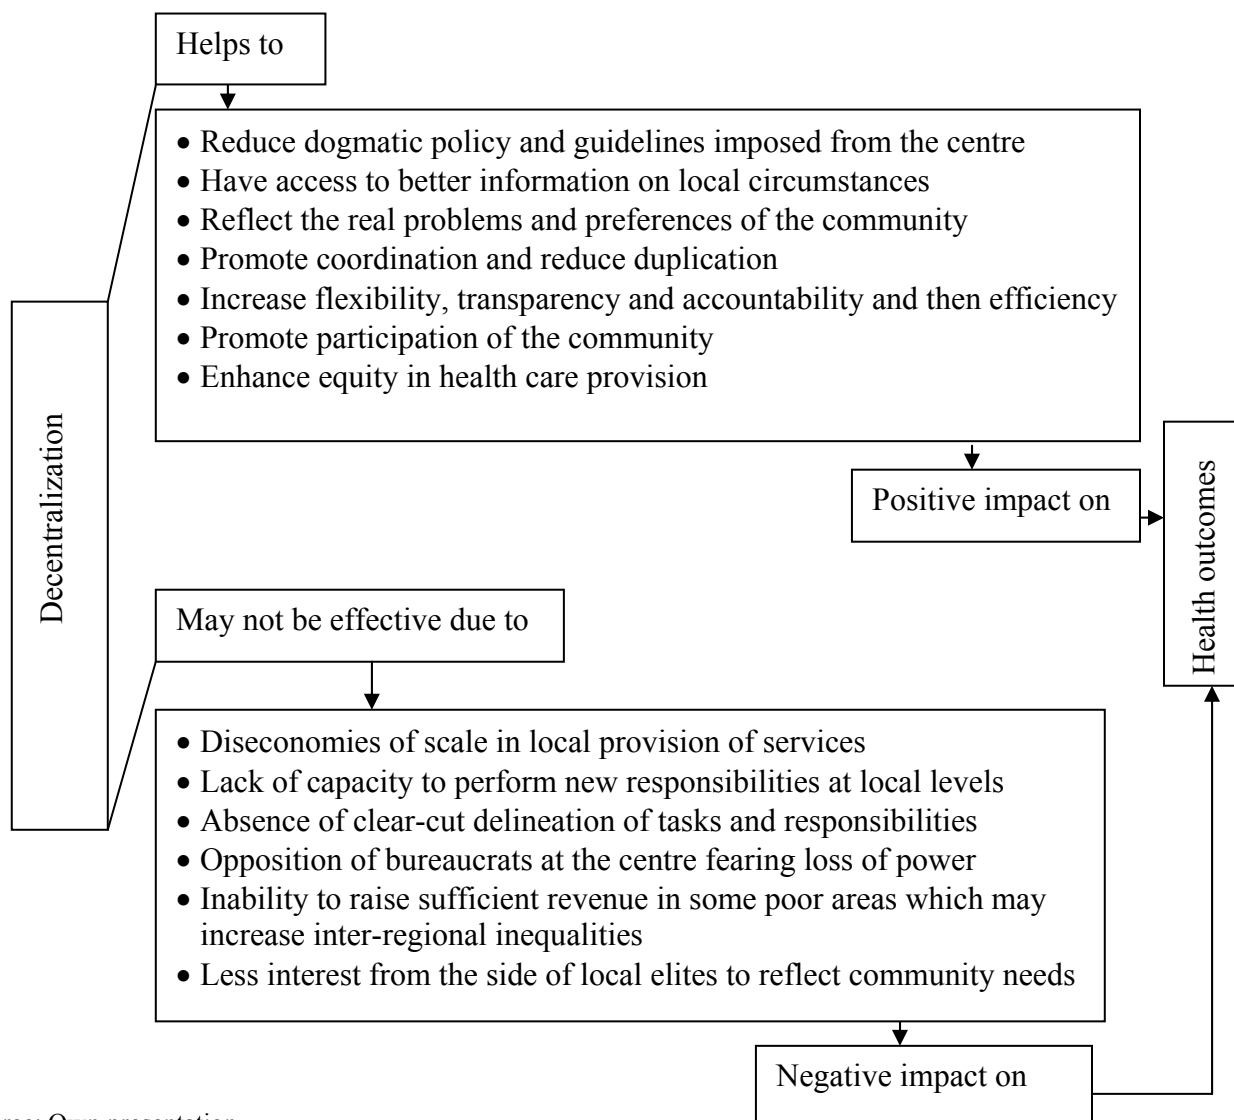 Helps to
• Reduce dogmatic policy and guidelines imposed from the centre
• Have access to better information on local circumstances
• Reflect the real problems and preferences of the community
• Promote coordination and reduce duplication
• Increase flexibility, transparency and accountability and then efficiency
• Promote participation of the community
• Enhance equity in health care provision
Decentralization
Positive impact on
Health outcomes
May not be effective due to
• Diseconomies of scale in local provision of services
• Lack of capacity to perform new responsibilities at local levels
• Absence of clear-cut delineation of tasks and responsibilities
• Opposition of bureaucrats at the centre fearing loss of power
• Inability to raise sufficient revenue in some poor areas which may
increase inter-regional inequalities
• Less interest from the side of local elites to reflect community needs
Negative impact on
Own presentation